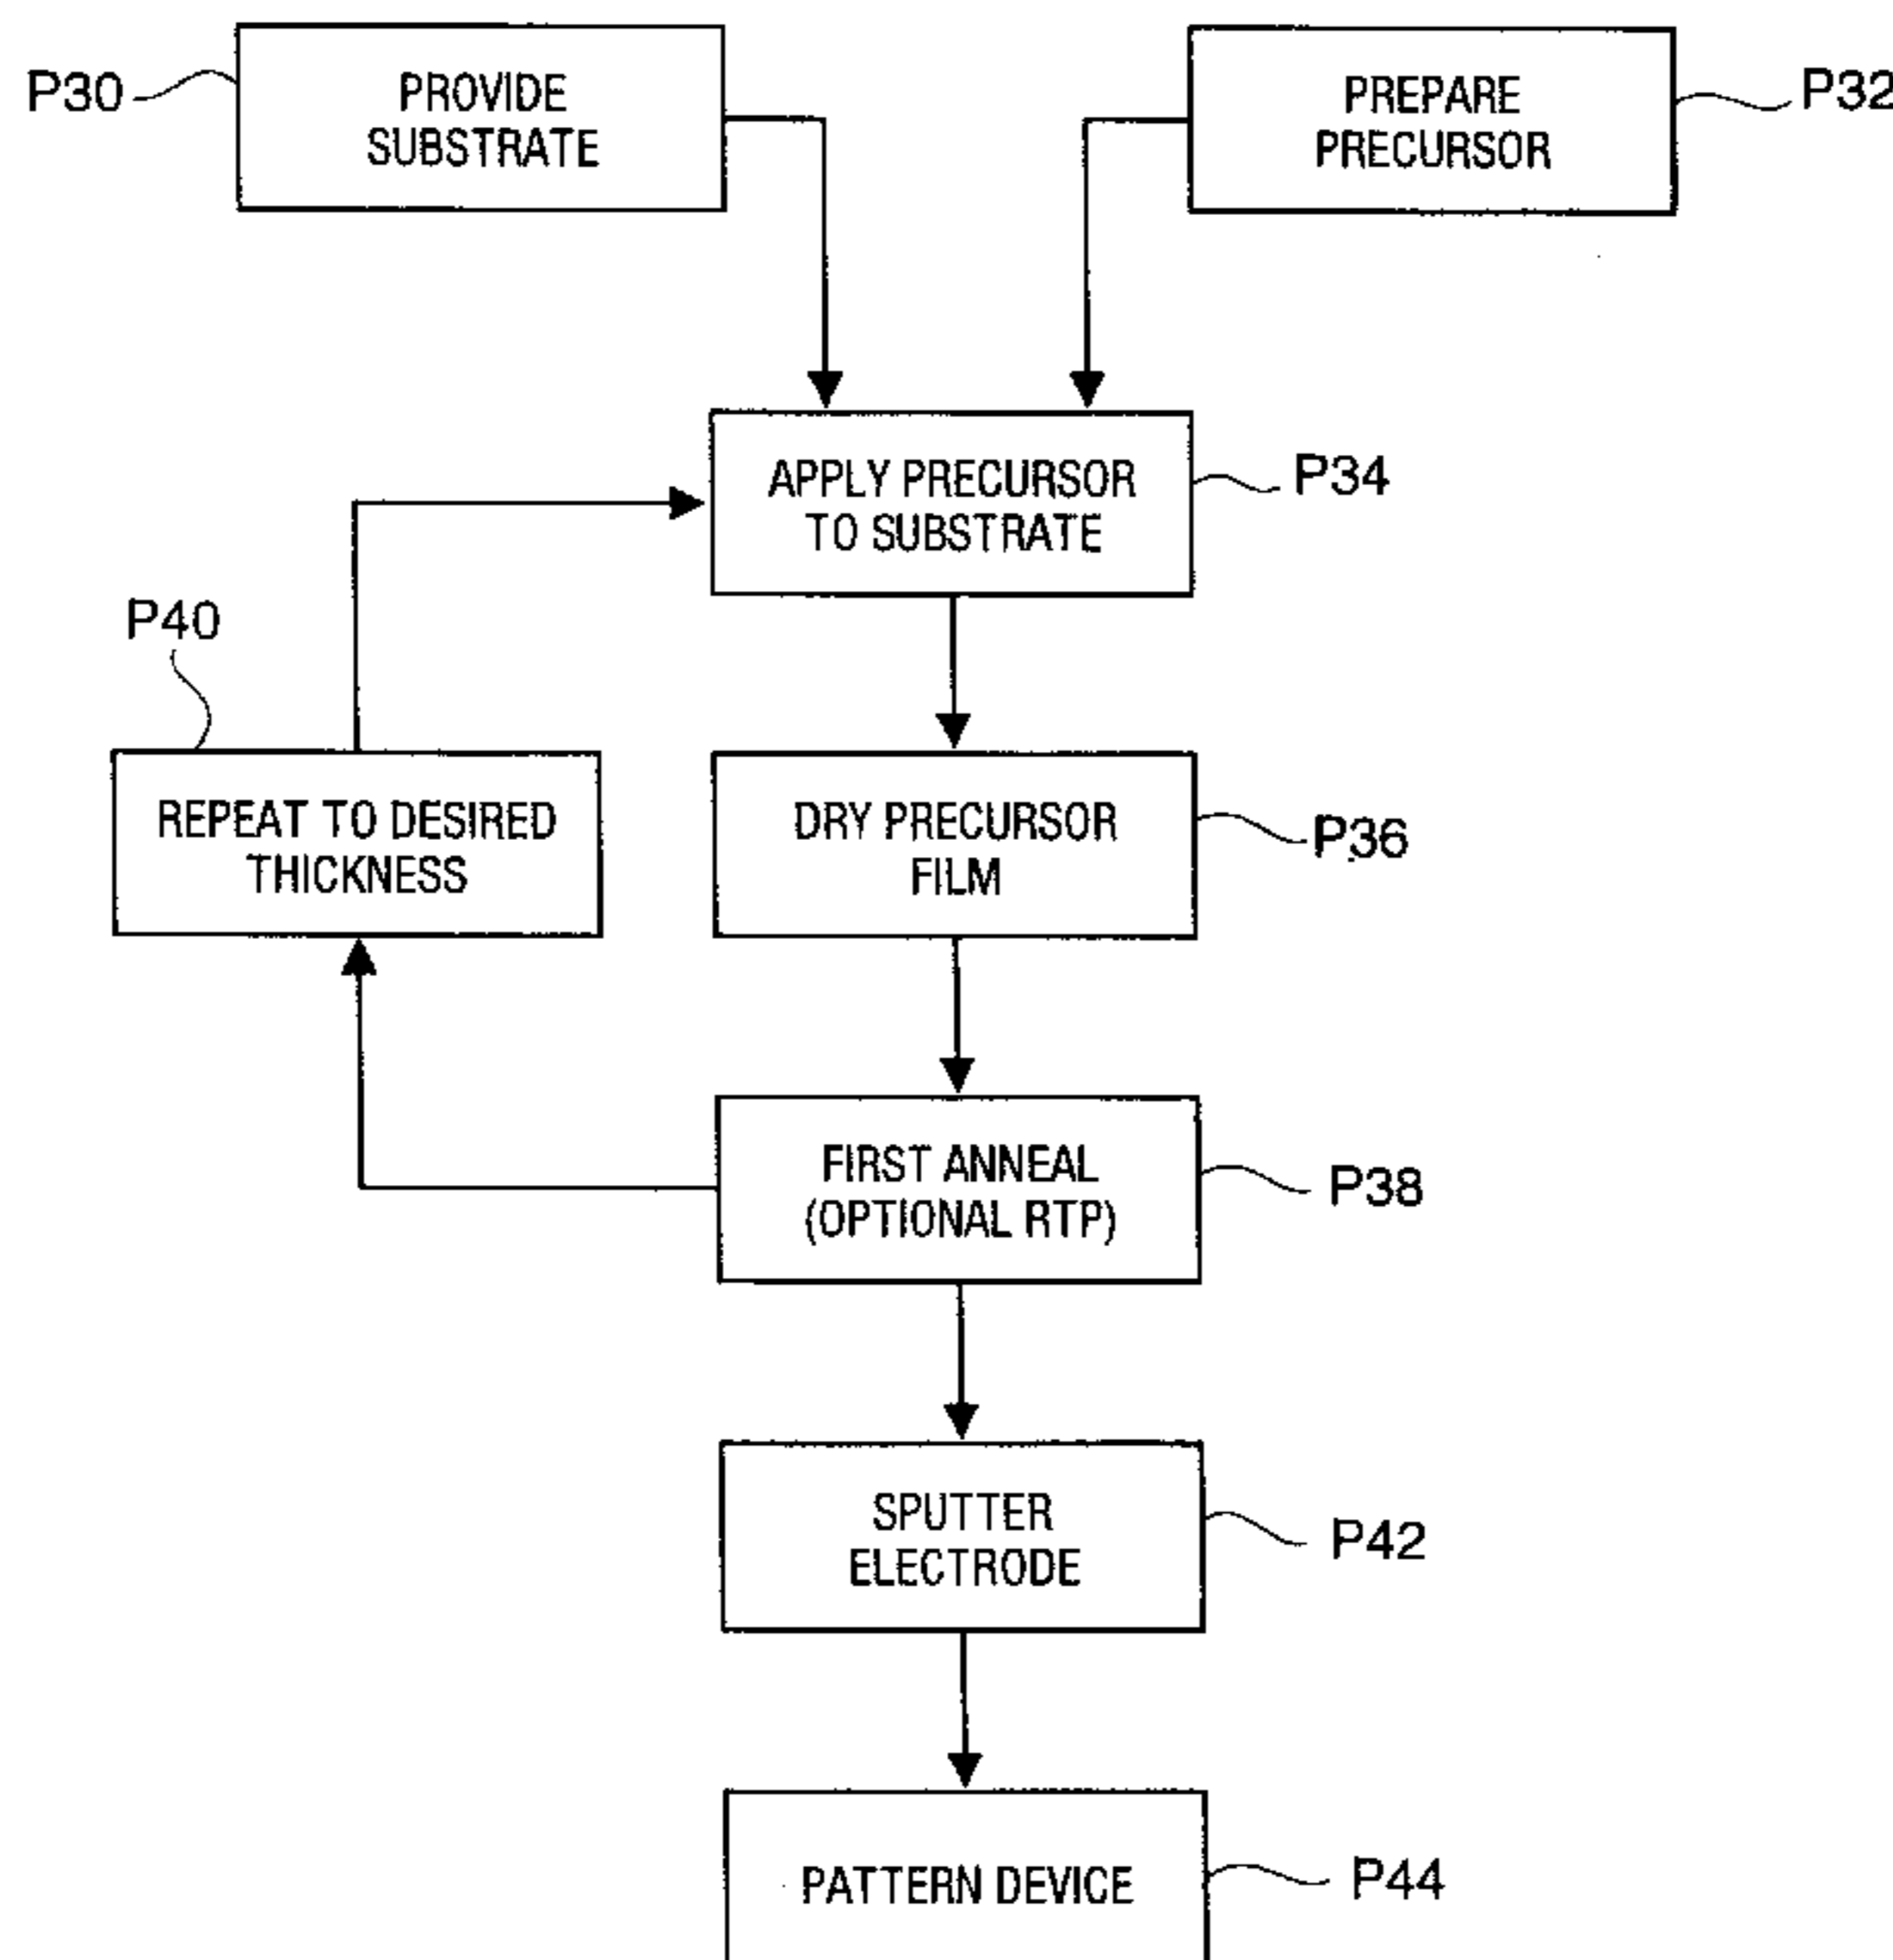 P30
PROVIDE
SUBSTRATE
PREPARE
PRECURSOR
P32
APPLY PRECURSOR
TO SUBSTRATE
P34
P40
REPEAT TO DESIRED
THICKNESS
DRY PRECURSOR
FILM
P36
FIRST ANNEAL
(OPTIONAL RTP)
P38
SPUTTER
ELECTRODE
P42
PATTERN DEVICE
P44